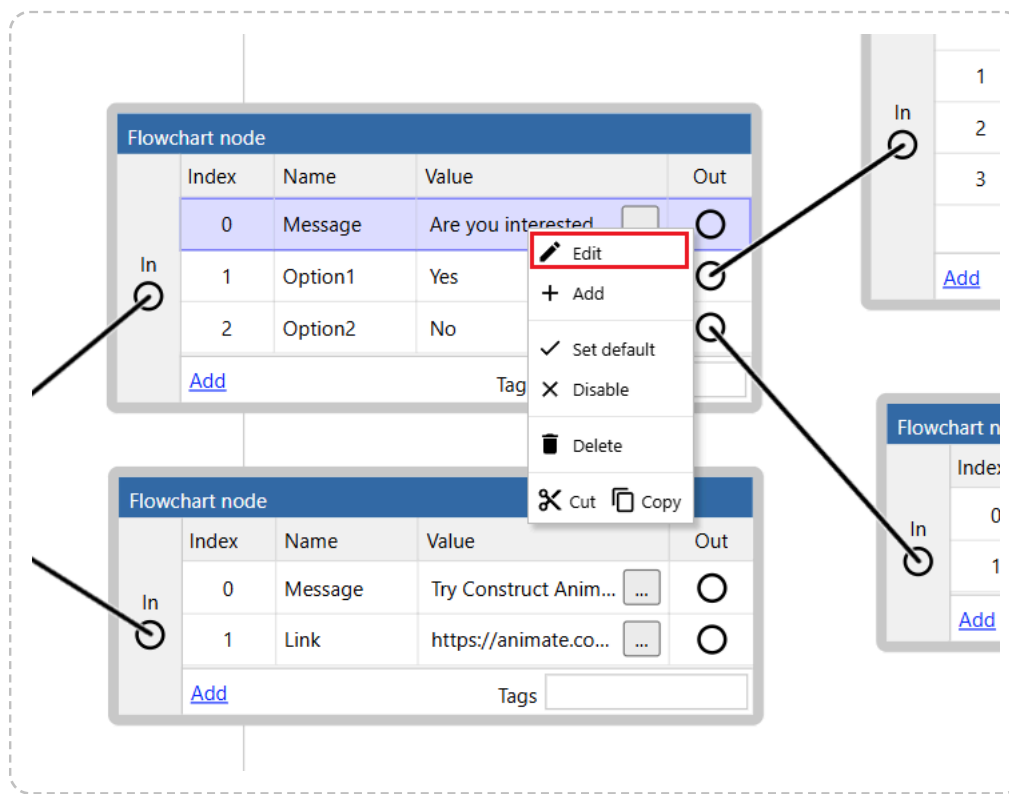 Flowchart node
Index Name Value Out
0 Message Are you interested
In
1 Option1 Yes
2 Option2 No
Add Tag
Edit
Add
Set default
Disable
Delete
Cut Copy
Flowchart node
Index Name Value Out
0 Message Try Construct Anim... ...
In
1 Link https://animate.co... ...
Add Tags
1
In
2
3
Add
Flowchart n
Index
0
In
1
Add